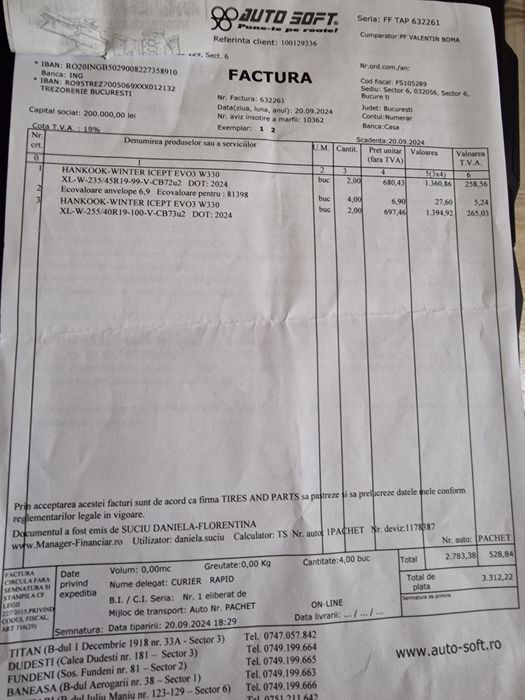 AUTO SOFT.
Pune-te pe roate!
Referinta client: 100129336
Seria: FF TAP 632261
Cumparator:PF VALENTIN BOMA
Sect. 6
* IBAN: RO20INGB5029008227358910
Banca: ING
* IBAN: RO95TREZ7005069XXX012132
TREZORERIE BUCURESTI
Capital social: 200.000,00 lei
Cota T.V.A. : 19%
FACTURA
Nr. Factura: 632261
Data(ziua, luna, anul): 20.09.2024
Nr. aviz insotire a marfii: 10362
Exemplar: 1 2
Nr.ord.com./an:
Cod fiscal: FS105289
Sediu: Sector 6, 032056, Sector 6,
Bucuresti
Judet: Bucuresti
Contul:Numerar
Banca:Casa
Scadenta:20.09.2024
Nr. crt. Denumirea produselor sau a serviciilor U.M. Cantit. Pret unitar (fara TVA) Valoarea Valoarea T.V.A.
0 1 2 3 4 5(3x4) 6
1 HANKOOK-WINTER ICEPT EVO3 W330
XL-W-235/45R19-99-V-CB72u2 DOT: 2024 buc 2,00 680,43 1.360,86 258,56
2 Ecovaloare anvelope 6,9 Ecovaloare pentru : 81398 buc 4,00 6,90 27,60 5,24
3 HANKOOK-WINTER ICEPT EVO3 W330
XL-W-255/40R19-100-V-CB73u2 DOT: 2024 buc 2,00 697,46 1.394,92 265,03
Prin acceptarea acestei facturi sunt de acord ca firma TIRES AND PARTS sa pastreze si sa prelucreze datele mele conform
reglementarilor legale in vigoare.
Documentul a fost emis de SUCIU DANIELA-FLORENTINA
www.Manager-Financiar.ro Utilizator: daniela.suciu Calculator: TS Nr. auto: 1PACHET Nr. deviz:1178387
Nr. auto: PACHET
FACTURA
CIRCULA FARA
SEMNATURA SI
STAMPILA CF
LEGII
227/2015,PRIVIND
CODUL FISCAL,
ART 319(29)
Date
privind
expeditia
Volum: 0,00mc Greutate:0,00 Kg Cantitate:4,00 buc
Nume delegat: CURIER RAPID
B.I. / C.I. Seria: Nr. 1 eliberat de
Mijloc de transport: Auto Nr. PACHET ON-LINE
Semnatura: Data tiparirii: 20.09.2024 18:29 Data livrarii: ... / ... / ...
Total 2.783,38 528,84
Total de
plata 3.312,22
Semnatura de primire
TITAN (B-dul 1 Decembrie 1918 nr. 33A - Sector 3) Tel. 0747.057.842
DUDESTI (Calea Dudesti nr. 181 - Sector 3) Tel. 0749.199.664
FUNDENI (Sos. Fundeni nr. 81 - Sector 2) Tel. 0749.199.665
BANEASA (B-dul Aerogarii nr. 38 - Sector 1) Tel. 0749.199.663
Iuliu Maniu nr. 123-129 - Sector 6) Tel. 0749.199.666
Tel. 0751.211.642
www.auto-soft.ro